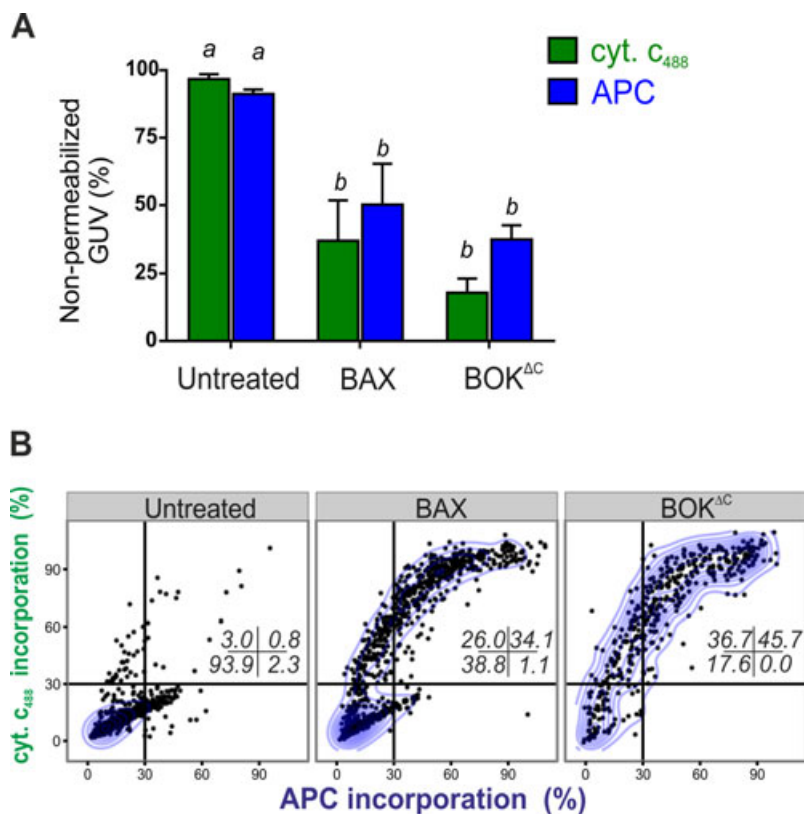 A
Non-permeabilized GUV (%)
100
75
50
25
0
a a
b b
b b
cyt. c488
APC
Untreated BAX BOKΔC
B
Untreated BAX BOKΔC
cyt. c488 incorporation (%)
90
60
30
0
3.0 0.8
93.9 2.3
26.0 34.1
38.8 1.1
36.7 45.7
17.6 0.0
0 30 60 90 0 30 60 90 0 30 60 90
APC incorporation (%)